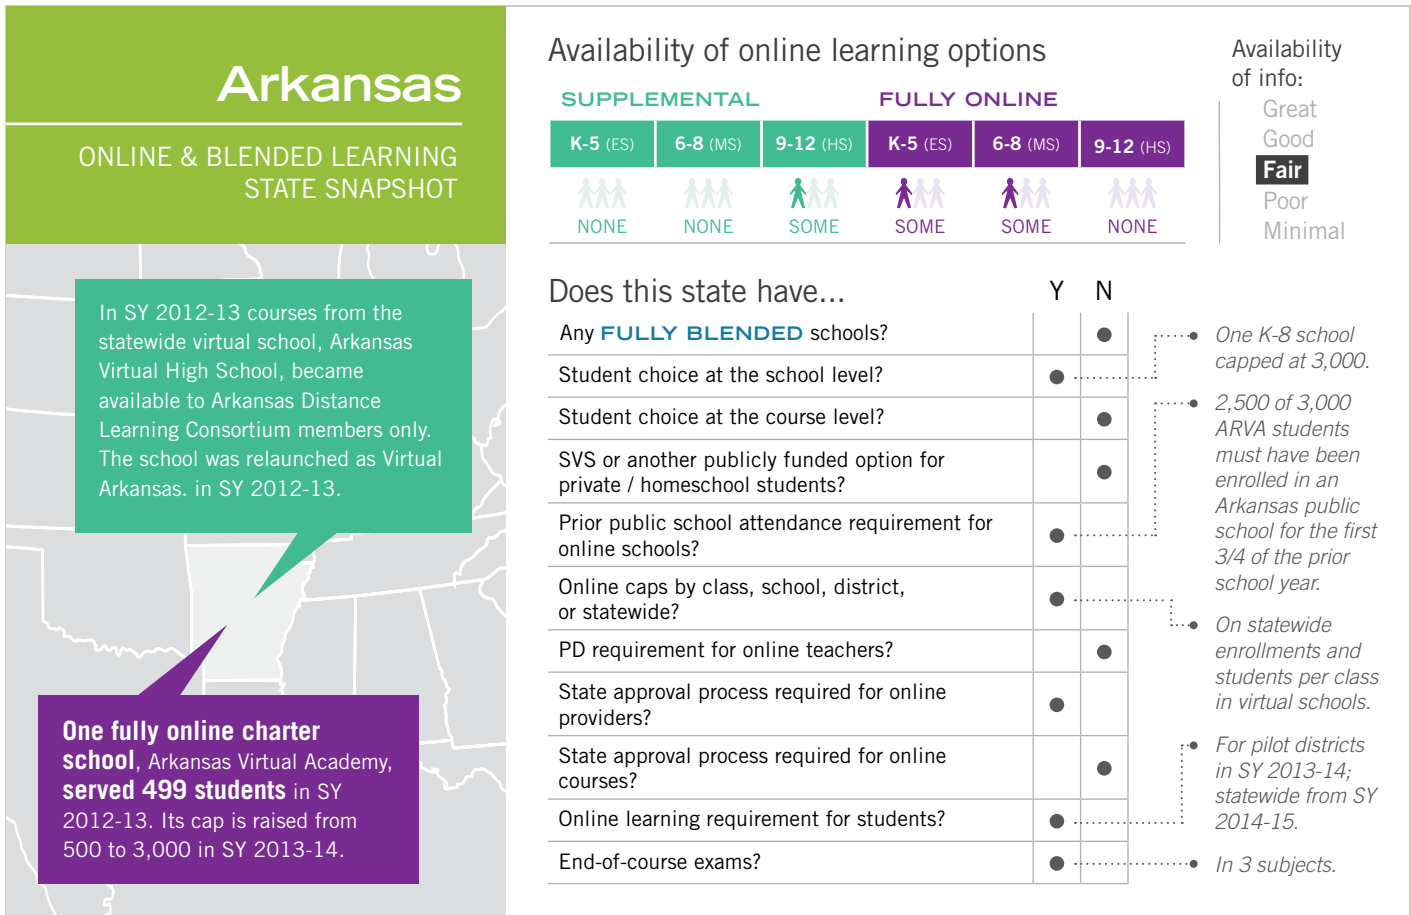 Arkansas
ONLINE & BLENDED LEARNING
STATE SNAPSHOT
In SY 2012-13 courses from the
statewide virtual school, Arkansas
Virtual High School, became
available to Arkansas Distance
Learning Consortium members only.
The school was relaunched as Virtual
Arkansas. in SY 2012-13.
One fully online charter
school, Arkansas Virtual Academy,
served 499 students in SY
2012-13. Its cap is raised from
500 to 3,000 in SY 2013-14.
Availability of online learning options
SUPPLEMENTAL FULLY ONLINE
K-5 (ES) 6-8 (MS) 9-12 (HS) K-5 (ES) 6-8 (MS) 9-12 (HS)
NONE NONE SOME SOME SOME NONE
Availability
of info:
Great
Good
Fair
Poor
Minimal
Does this state have... Y N
Any FULLY BLENDED schools?
Student choice at the school level?
Student choice at the course level?
SVS or another publicly funded option for
private / homeschool students?
Prior public school attendance requirement for
online schools?
Online caps by class, school, district,
or statewide?
PD requirement for online teachers?
State approval process required for online
providers?
State approval process required for online
courses?
Online learning requirement for students?
End-of-course exams?
One K-8 school
capped at 3,000.
2,500 of 3,000
ARVA students
must have been
enrolled in an
Arkansas public
school for the first
3/4 of the prior
school year.
On statewide
enrollments and
students per class
in virtual schools.
For pilot districts
in SY 2013-14;
statewide from SY
2014-15.
In 3 subjects.